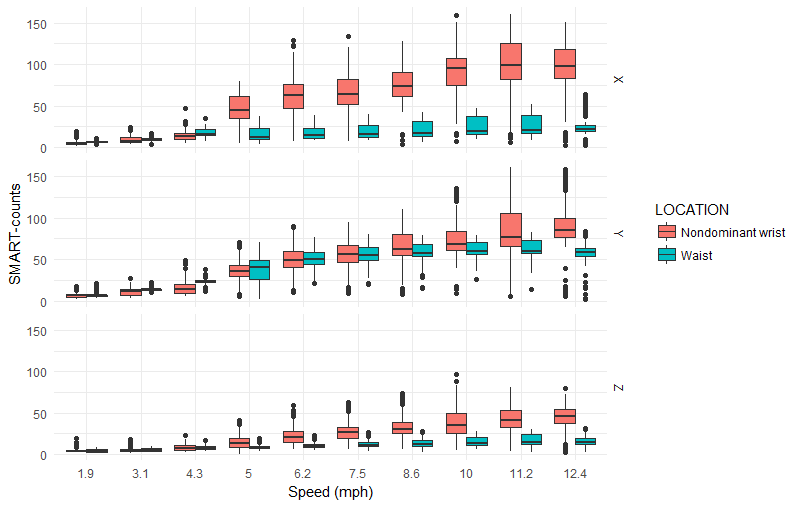 150
100
50
0
X
150
100
50
0
Y
150
100
50
0
Z
SMART-counts
1.9 3.1 4.3 5 6.2 7.5 8.6 10 11.2 12.4
Speed (mph)
LOCATION
Nondominant wrist
Waist